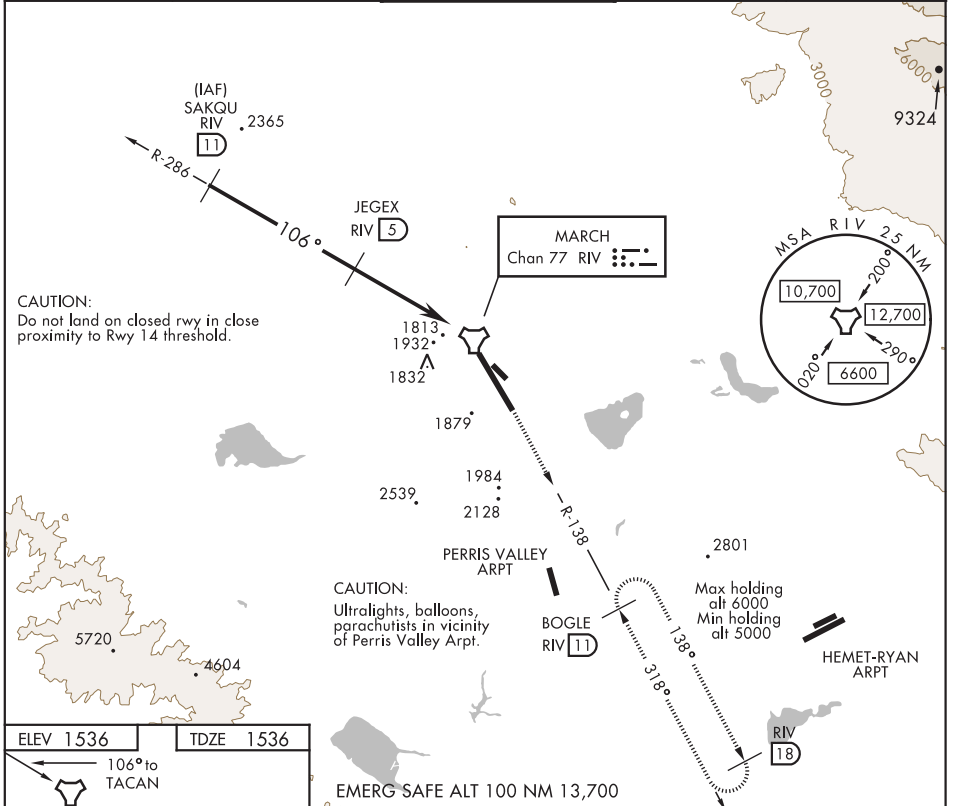 (IAF)
SAKQU
RIV
11
2365
R-286
106°
JEGEX
RIV 5
MARCH
Chan 77 RIV
6000
3000
9324
MSA RIV 25 NM
200°
10,700
12,700
290°
020°
6600
CAUTION:
Do not land on closed rwy in close
proximity to Rwy 14 threshold.
1813
1932
1832
1879
1984
2539
2128
R-138
2801
PERRIS VALLEY
ARPT
CAUTION:
Ultralights, balloons,
parachutists in vicinity
of Perris Valley Arpt.
BOGLE
RIV 11
Max holding
alt 6000
Min holding
alt 5000
138°
318°
HEMET-RYAN
ARPT
5720
4604
RIV
18
ELEV 1536
TDZE 1536
106° to
TACAN
EMERG SAFE ALT 100 NM 13,700